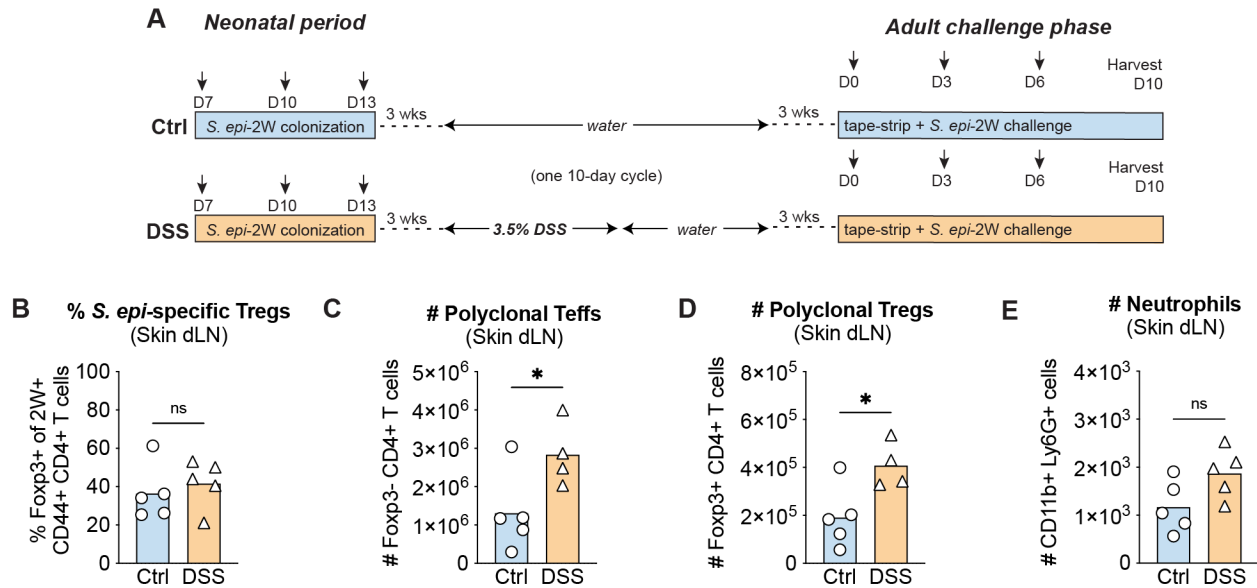 A
Neonatal period
Adult challenge phase
D0 D3 D6 Harvest D10
D7 D10 D13
Ctrl
S. epi-2W colonization
3 wks
water
3 wks
tape-strip + S. epi-2W challenge
(one 10-day cycle)
D0 D3 D6 Harvest D10
D7 D10 D13
DSS
S. epi-2W colonization
3 wks
3.5% DSS
water
3 wks
tape-strip + S. epi-2W challenge
B
% S. epi-specific Tregs
(Skin dLN)
% Foxp3+ of 2W+
CD44+ CD4+ T cells
100
80
60
40
20
0
ns
Ctrl DSS
C
# Polyclonal Teffs
(Skin dLN)
# Foxp3- CD4+ T cells
5×10⁶
4×10⁶
3×10⁶
2×10⁶
1×10⁶
0
*
Ctrl DSS
D
# Polyclonal Tregs
(Skin dLN)
# Foxp3+ CD4+ T cells
8×10⁵
6×10⁵
4×10⁵
2×10⁵
0
*
Ctrl DSS
E
# Neutrophils
(Skin dLN)
# CD11b+ Ly6G+ cells
4×10³
3×10³
2×10³
1×10³
0
ns
Ctrl DSS